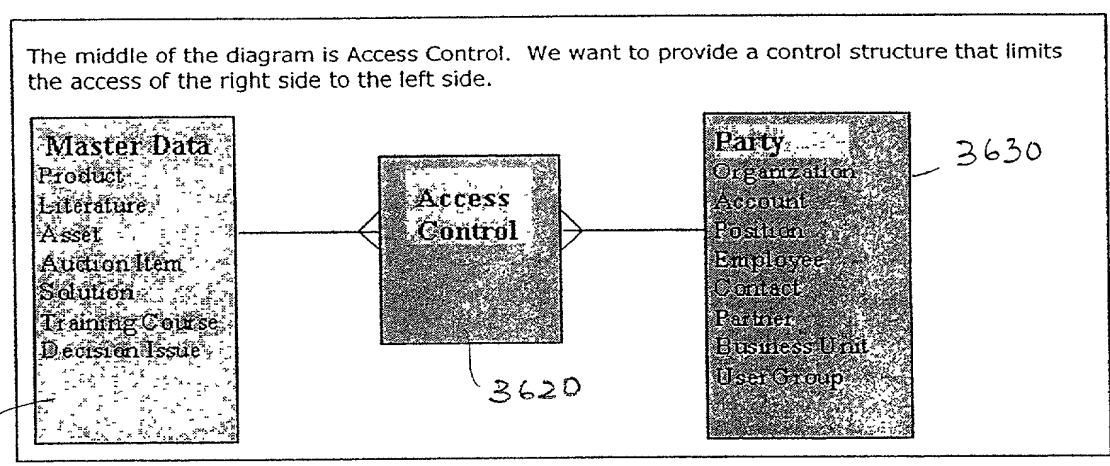 The middle of the diagram is Access Control.  We want to provide a control structure that limits
the access of the right side to the left side.
Master Data
Product
Literature
Asset
Auction Item
Solution
Training Course
Decision Issue
Access
Control
3620
Party
Organization
Account
Position
Employee
Contact
Partner
Business Unit
User Group
3630